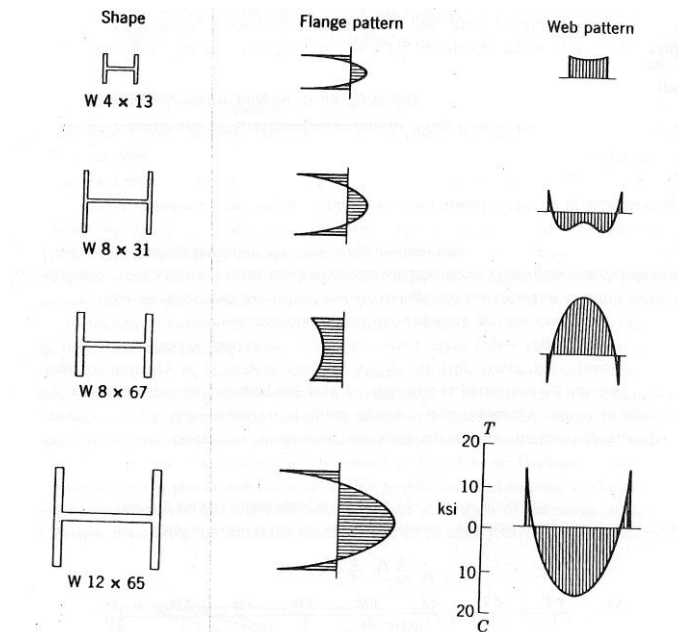 Shape
Flange pattern
Web pattern
W 4 × 13
W 8 × 31
W 8 × 67
20 T
10
ksi
0
10
20
C
W 12 × 65